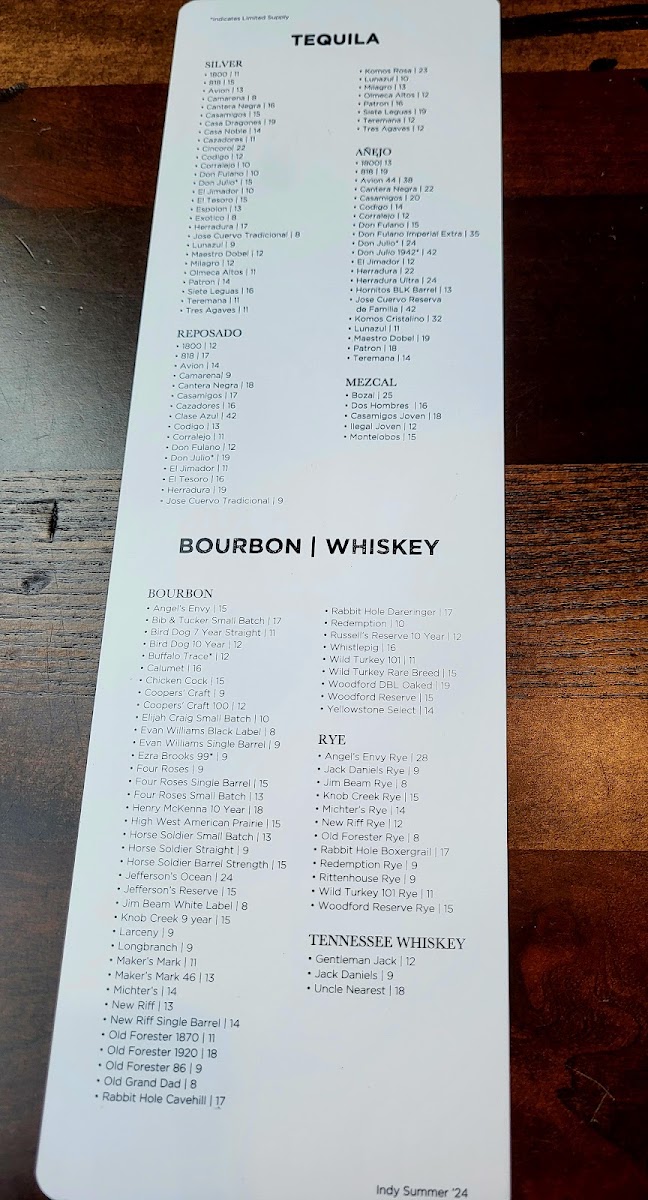 *Indicates Limited Supply
TEQUILA
SILVER
• 1800 | 11
• 818 | 15
• Avion | 13
• Camarena | 8
• Cantera Negra | 16
• Casamigos | 15
• Casa Dragones | 19
• Casa Noble | 14
• Cazadores | 11
• Cincoro| 22
• Codigo | 12
• Corralejo | 10
• Don Fulano | 10
• Don Julio* | 15
• El Jimador | 10
• El Tesoro | 15
• Espolon | 13
• Exotico | 8
• Herradura | 17
• Jose Cuervo Tradicional | 8
• Lunazul | 9
• Maestro Dobel | 12
• Milagro | 12
• Olmeca Altos | 11
• Patron | 14
• Siete Leguas | 16
• Teremana | 11
• Tres Agaves | 11
REPOSADO
• 1800 | 12
• 818 | 17
• Avion | 14
• Camarena| 9
• Cantera Negra | 18
• Casamigos | 17
• Cazadores | 16
• Clase Azul | 42
• Codigo | 13
• Corralejo | 11
• Don Fulano | 12
• Don Julio* | 19
• El Jimador | 11
• El Tesoro | 16
• Herradura | 19
• Jose Cuervo Tradicional | 9
• Komos Rosa | 23
• Lunazul | 10
• Milagro | 13
• Olmeca Altos | 12
• Patron | 16
• Siete Leguas | 19
• Teremana | 12
• Tres Agaves | 12
AÑEJO
• 1800| 13
• 818 | 19
• Avion 44 | 38
• Cantera Negra | 22
• Casamigos | 20
• Codigo | 14
• Corralejo | 12
• Don Fulano | 15
• Don Fulano Imperial Extra | 35
• Don Julio* | 24
• Don Julio 1942* | 42
• El Jimador | 12
• Herradura | 22
• Herradura Ultra | 24
• Hornitos BLK Barrel | 13
• Jose Cuervo Reserva
de Familia | 42
• Komos Cristalino | 32
• Lunazul | 11
• Maestro Dobel | 19
• Patron | 18
• Teremana | 14
MEZCAL
• Bozal | 25
• Dos Hombres | 16
• Casamigos Joven | 18
• Ilegal Joven | 12
• Montelobos | 15
BOURBON | WHISKEY
BOURBON
• Angel's Envy | 15
• Bib & Tucker Small Batch | 17
• Bird Dog 7 Year Straight | 11
• Bird Dog 10 Year | 12
• Buffalo Trace* | 12
• Calumet | 16
• Chicken Cock | 15
• Coopers' Craft | 9
• Coopers' Craft 100 | 12
• Elijah Craig Small Batch | 10
• Evan Williams Black Label | 8
• Evan Williams Single Barrel | 9
• Ezra Brooks 99* | 9
• Four Roses | 9
• Four Roses Single Barrel | 15
• Four Roses Small Batch | 13
• Henry McKenna 10 Year | 18
• High West American Prairie | 15
• Horse Soldier Small Batch | 13
• Horse Soldier Straight | 9
• Horse Soldier Barrel Strength | 15
• Jefferson's Ocean | 24
• Jefferson's Reserve | 15
• Jim Beam White Label | 8
• Knob Creek 9 year | 15
• Larceny | 9
• Longbranch | 9
• Maker's Mark | 11
• Maker's Mark 46 | 13
• Michter's | 14
• New Riff | 13
• New Riff Single Barrel | 14
• Old Forester 1870 | 11
• Old Forester 1920 | 18
• Old Forester 86 | 9
• Old Grand Dad | 8
• Rabbit Hole Cavehill | 17
• Rabbit Hole Dareringer | 17
• Redemption | 10
• Russell's Reserve 10 Year | 12
• Whistlepig | 16
• Wild Turkey 101 | 11
• Wild Turkey Rare Breed | 15
• Woodford DBL Oaked | 19
• Woodford Reserve | 15
• Yellowstone Select | 14
RYE
• Angel's Envy Rye | 28
• Jack Daniels Rye | 9
• Jim Beam Rye | 8
• Knob Creek Rye | 15
• Michter's Rye | 14
• New Riff Rye | 12
• Old Forester Rye | 8
• Rabbit Hole Boxergrail | 17
• Redemption Rye | 9
• Rittenhouse Rye | 9
• Wild Turkey 101 Rye | 11
• Woodford Reserve Rye | 15
TENNESSEE WHISKEY
• Gentleman Jack | 12
• Jack Daniels | 9
• Uncle Nearest | 18
Indy Summer '24